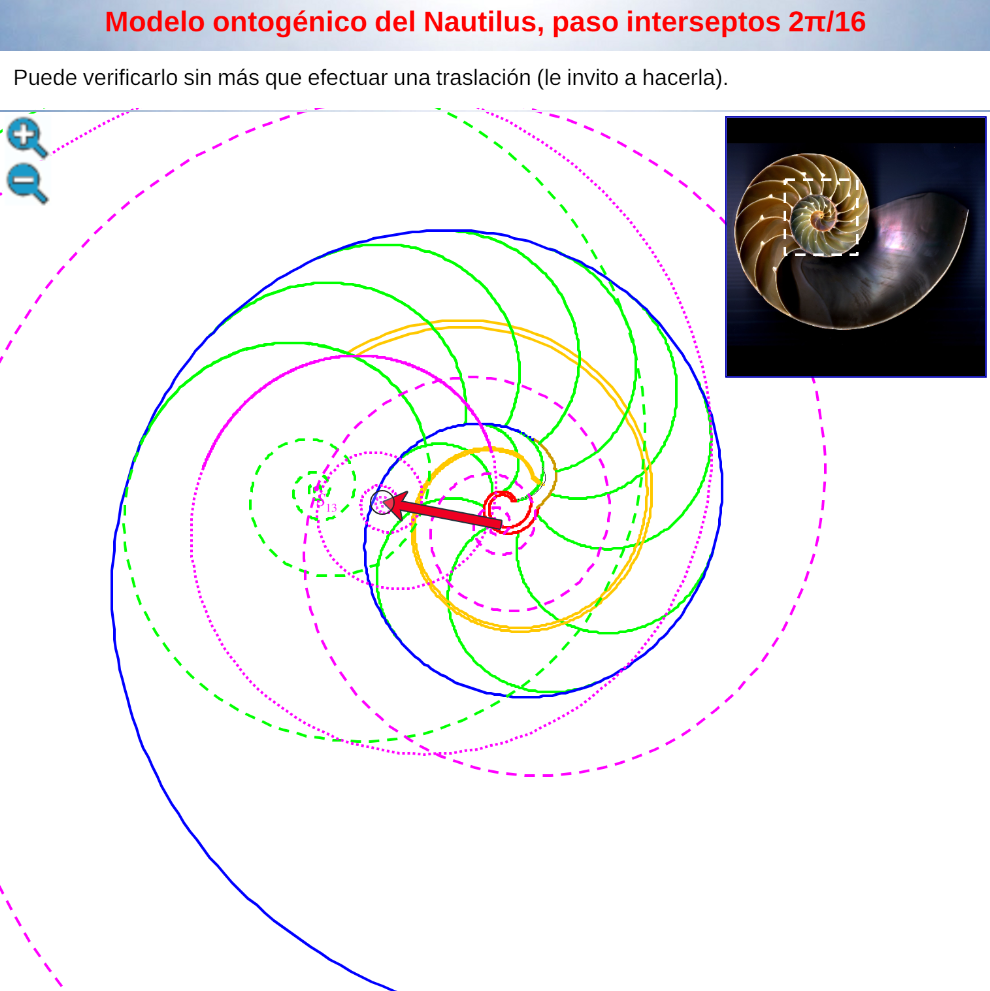 Modelo ontogénico del Nautilus, paso interseptos 2π/16
Puede verificarlo sin más que efectuar una traslación (le invito a hacerla).
13